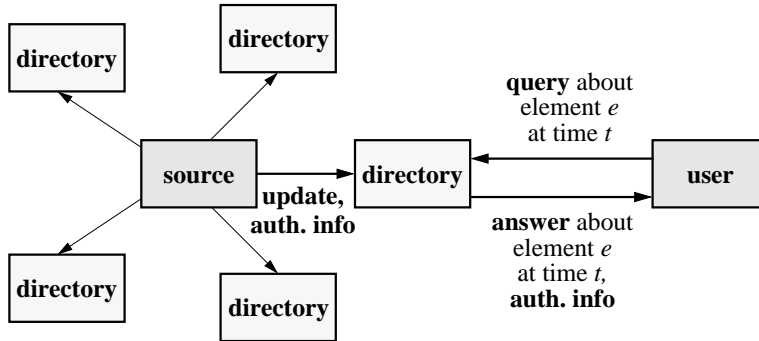 directory
directory
query about
element e
at time t
source
directory
user
update,
auth. info
answer about
element e
at time t,
auth. info
directory
directory